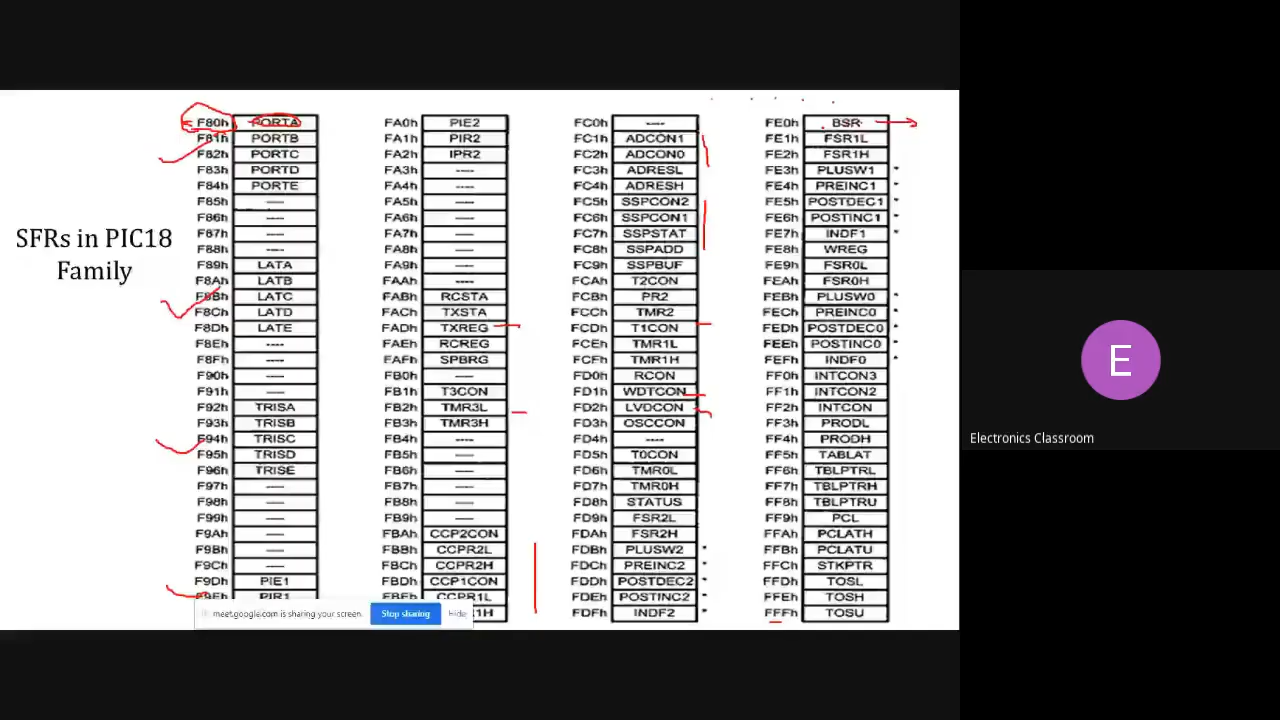 SFRs in PIC18
Family
F80h PORTA
F81h PORTB
F82h PORTC
F83h PORTD
F84h PORTE
F85h ----
F86h ----
F87h ----
F88h ----
F89h LATA
F8Ah LATB
F8Bh LATC
F8Ch LATD
F8Dh LATE
F8Eh ----
F8Fh ----
F90h ----
F91h ----
F92h TRISA
F93h TRISB
F94h TRISC
F95h TRISD
F96h TRISE
F97h ----
F98h ----
F99h ----
F9Ah ----
F9Bh ----
F9Ch ----
F9Dh PIE1
F9Eh PIR1
FA0h PIE2
FA1h PIR2
FA2h IPR2
FA3h ----
FA4h ----
FA5h ----
FA6h ----
FA7h ----
FA8h ----
FA9h ----
FAAh ----
FABh RCSTA
FACh TXSTA
FADh TXREG
FAEh RCREG
FAFh SPBRG
FB0h ----
FB1h T3CON
FB2h TMR3L
FB3h TMR3H
FB4h ----
FB5h ----
FB6h ----
FB7h ----
FB8h ----
FB9h ----
FBAh CCP2CON
FBBh CCPR2L
FBCh CCPR2H
FBDh CCP1CON
FBEh CCPR1L
1H
FC0h ----
FC1h ADCON1
FC2h ADCON0
FC3h ADRESL
FC4h ADRESH
FC5h SSPCON2
FC6h SSPCON1
FC7h SSPSTAT
FC8h SSPADD
FC9h SSPBUF
FCAh T2CON
FCBh PR2
FCCh TMR2
FCDh T1CON
FCEh TMR1L
FCFh TMR1H
FD0h RCON
FD1h WDTCON
FD2h LVDCON
FD3h OSCCON
FD4h ----
FD5h T0CON
FD6h TMR0L
FD7h TMR0H
FD8h STATUS
FD9h FSR2L
FDAh FSR2H
FDBh PLUSW2 *
FDCh PREINC2 *
FDDh POSTDEC2 *
FDEh POSTINC2 *
FDFh INDF2 *
FE0h BSR
FE1h FSR1L
FE2h FSR1H
FE3h PLUSW1 *
FE4h PREINC1 *
FE5h POSTDEC1 *
FE6h POSTINC1 *
FE7h INDF1 *
FE8h WREG
FE9h FSR0L
FEAh FSR0H
FEBh PLUSW0 *
FECh PREINC0 *
FEDh POSTDEC0 *
FEEh POSTINC0 *
FEFh INDF0 *
FF0h INTCON3
FF1h INTCON2
FF2h INTCON
FF3h PRODL
FF4h PRODH
FF5h TABLAT
FF6h TBLPTRL
FF7h TBLPTRH
FF8h TBLPTRU
FF9h PCL
FFAh PCLATH
FFBh PCLATU
FFCh STKPTR
FFDh TOSL
FFEh TOSH
FFFh TOSU
meet.google.com is sharing your screen. Stop sharing Hide
E
Electronics Classroom